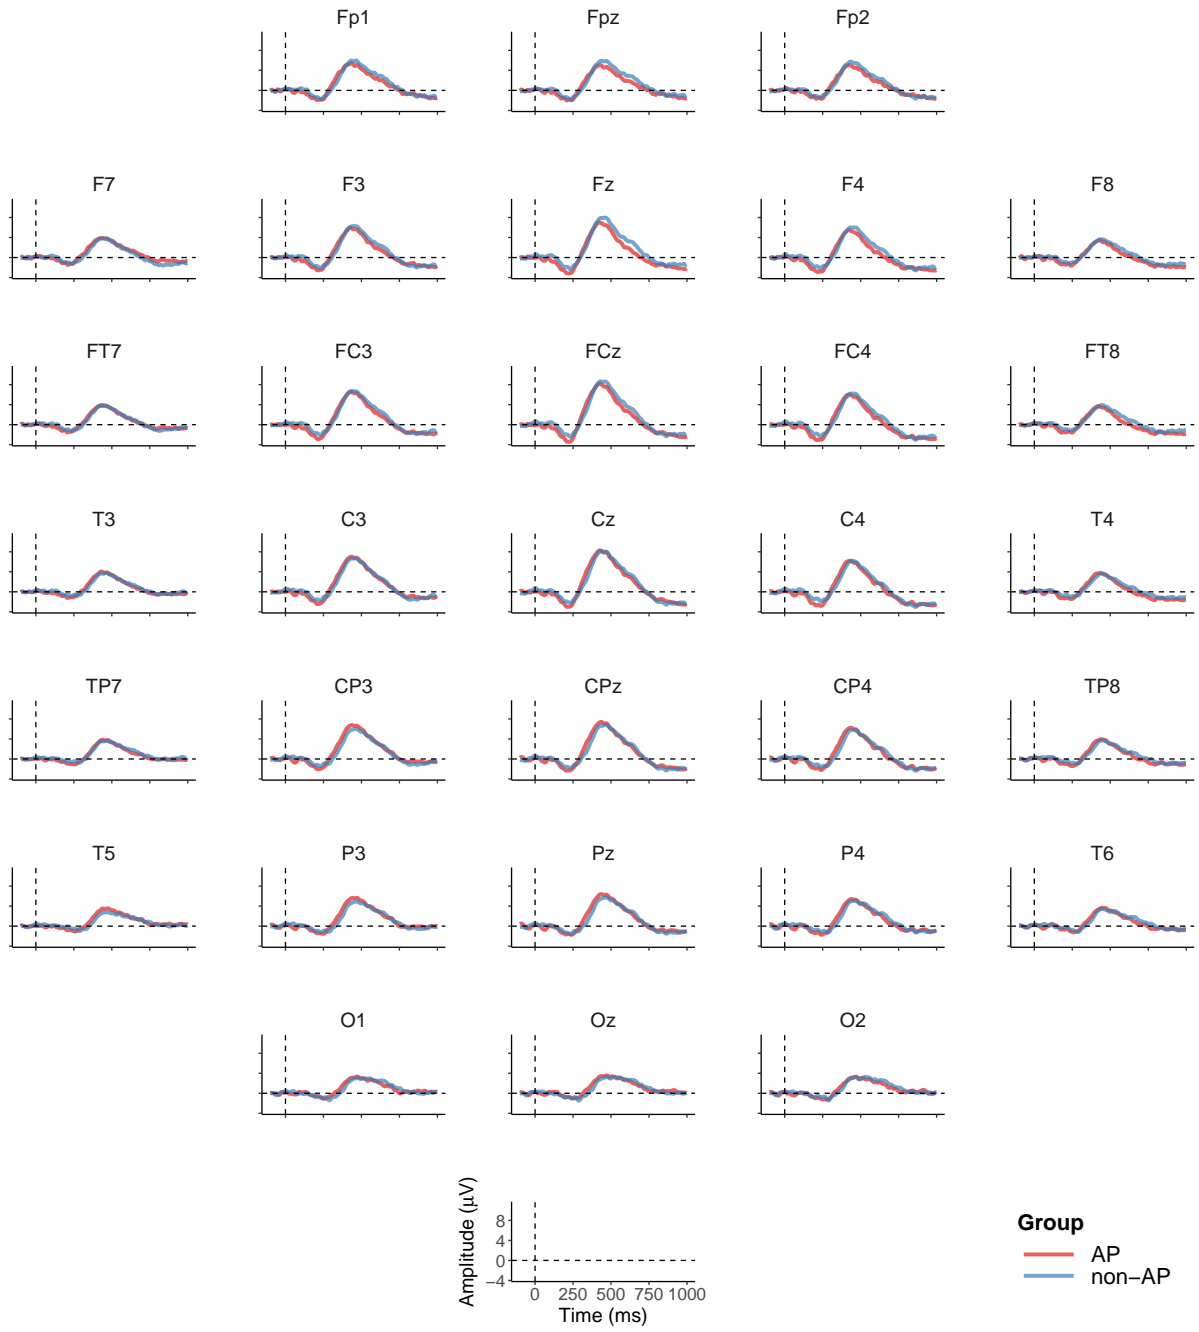 Fp1 Fpz Fp2
F7 F3 Fz F4 F8
FT7 FC3 FCz FC4 FT8
T3 C3 Cz C4 T4
TP7 CP3 CPz CP4 TP8
T5 P3 Pz P4 T6
O1 Oz O2
Amplitude (μV)
8
4
0
−4
0 250 500 750 1000
Time (ms)
Group
AP
non−AP